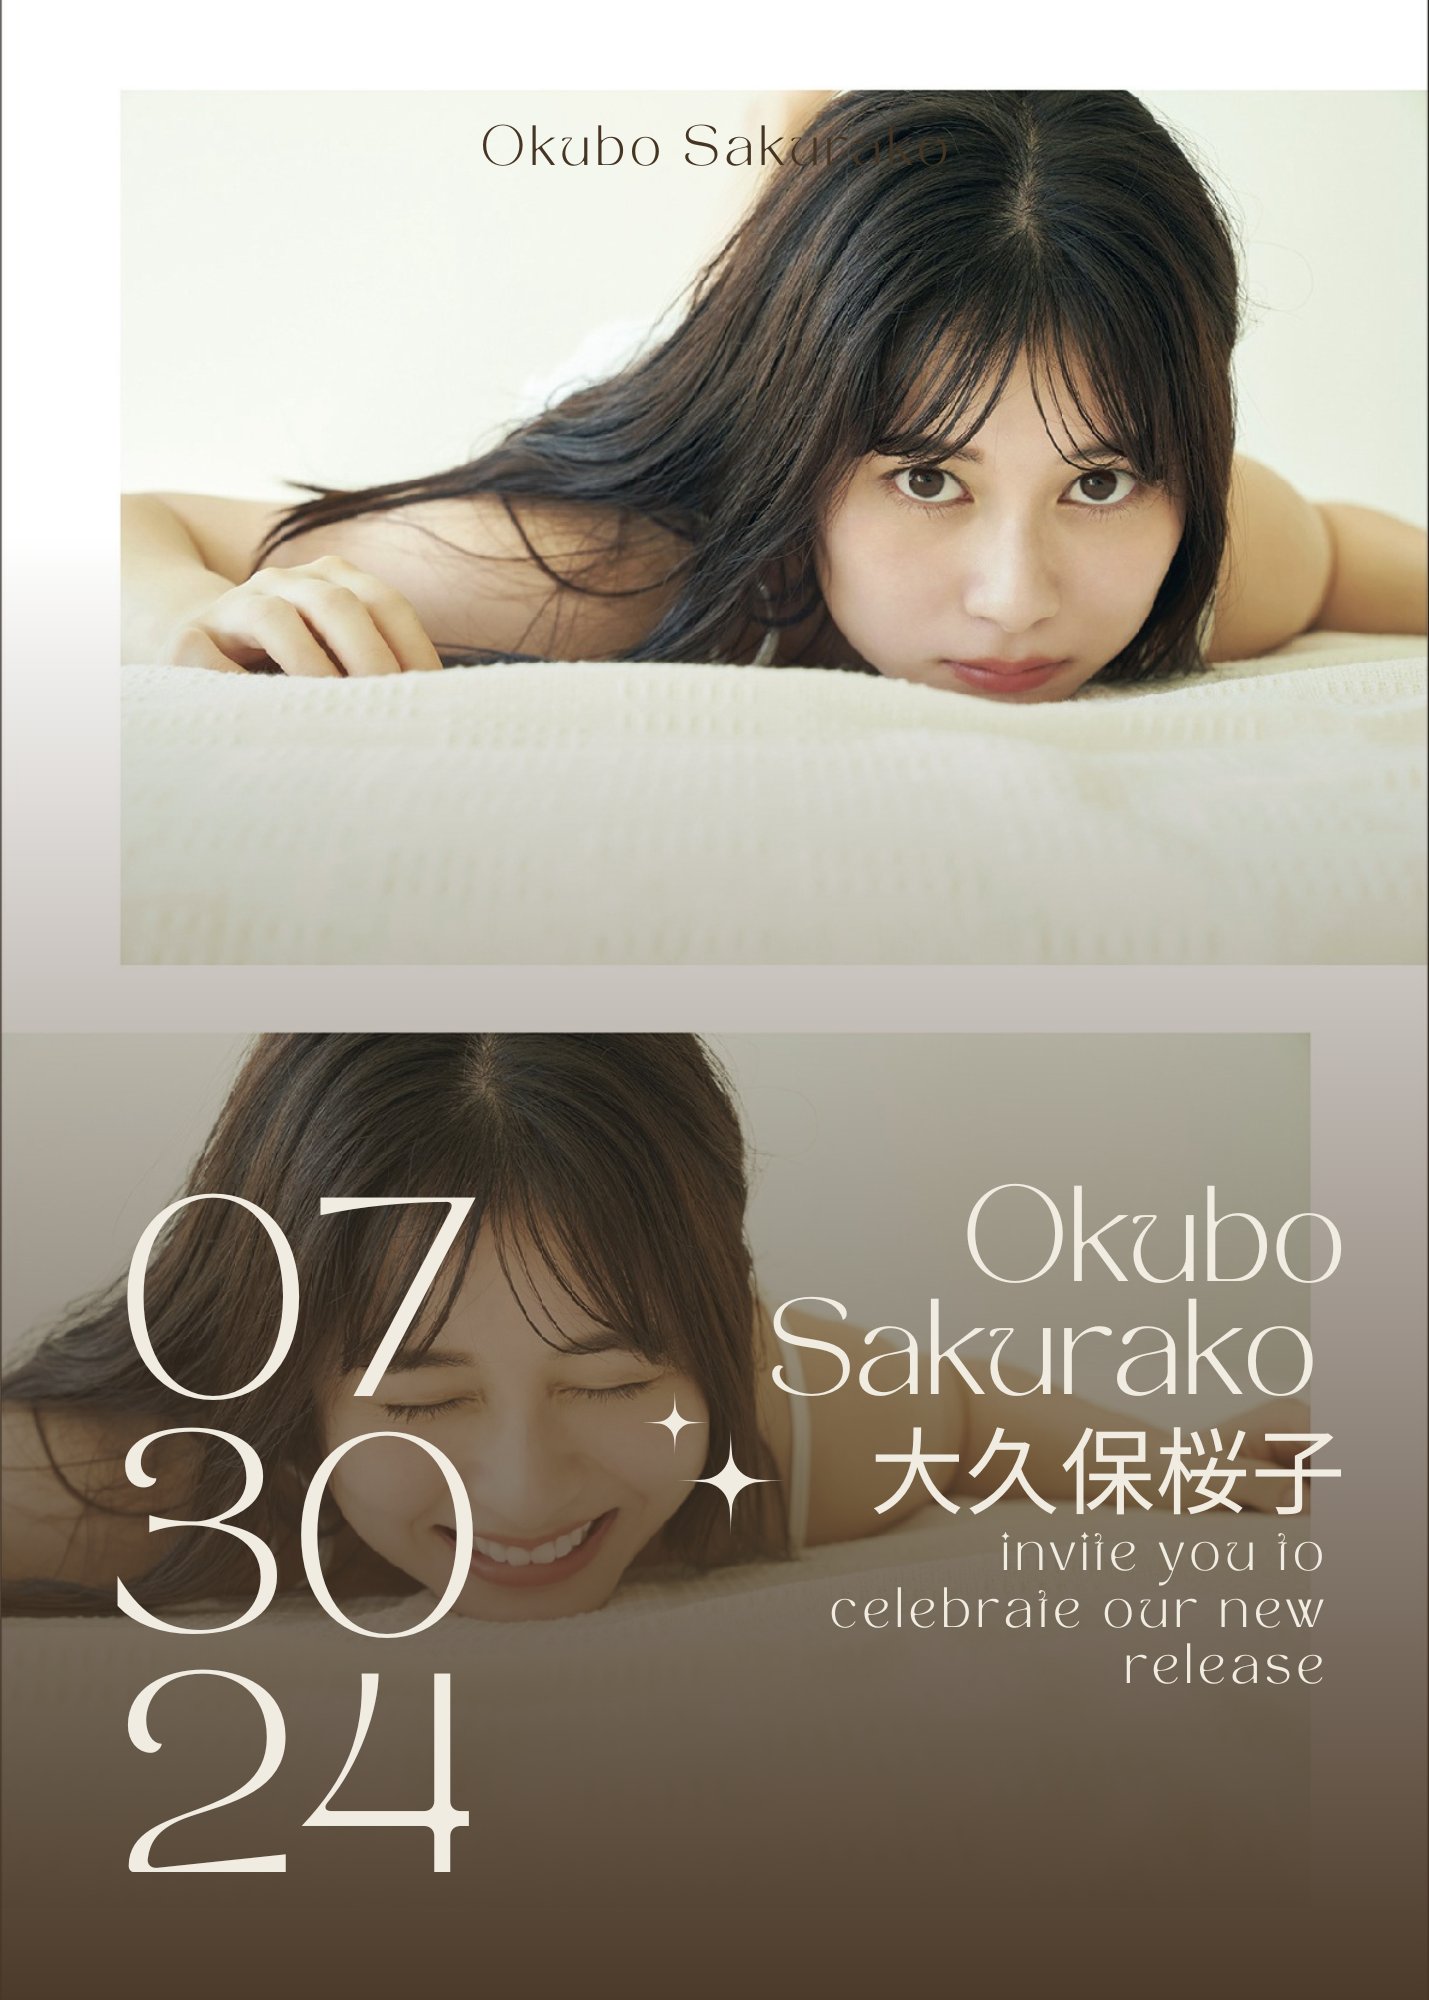 Okubo Sakurako
07
30
24
Okubo
Sakurako
大久保桜子
invite you to
celebrate our new
release